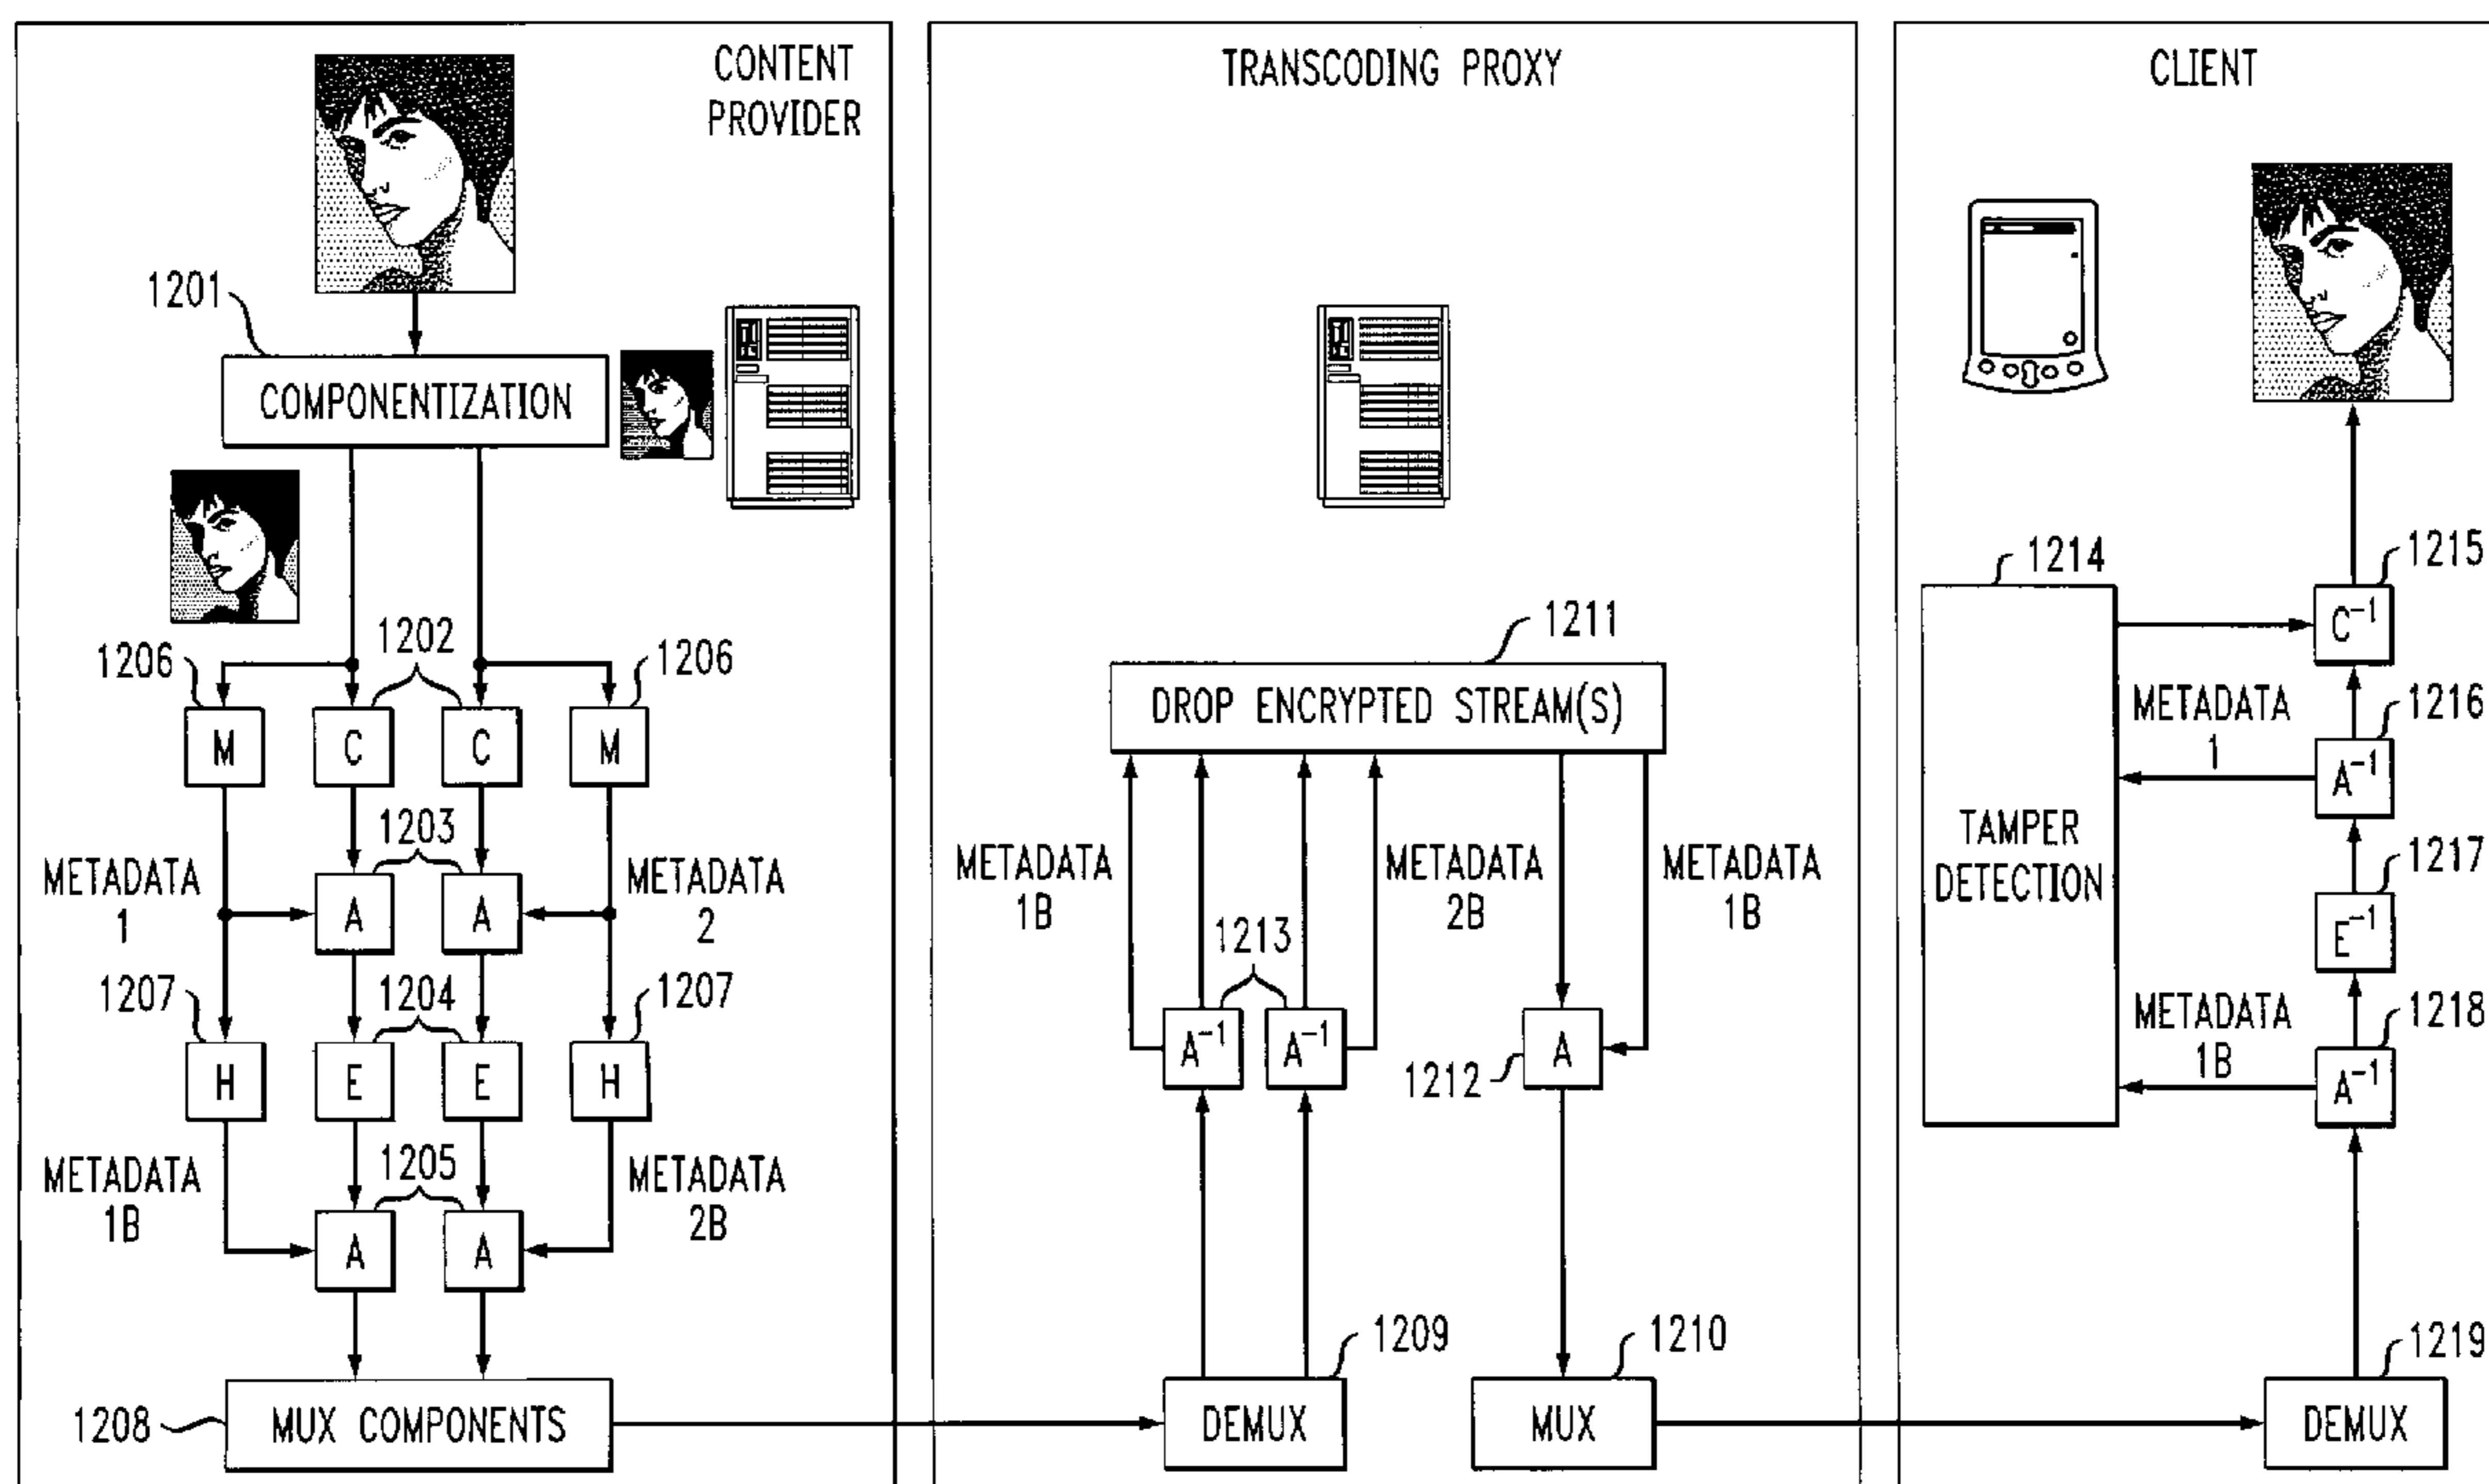 CONTENT
PROVIDER
1201
COMPONENTIZATION
1206
1202
1206
M
C
C
M
METADATA
1
1203
METADATA
2
A
A
1207
1204
1207
H
E
E
H
METADATA
1B
1205
METADATA
2B
A
A
1208
MUX COMPONENTS
TRANSCODING PROXY
1211
DROP ENCRYPTED STREAM(S)
METADATA
1B
1213
METADATA
2B
METADATA
1B
A⁻¹
A⁻¹
1212
A
1209
DEMUX
1210
MUX
CLIENT
1214
TAMPER
DETECTION
1215
C⁻¹
METADATA
1
1216
A⁻¹
1217
E⁻¹
METADATA
1B
1218
A⁻¹
1219
DEMUX